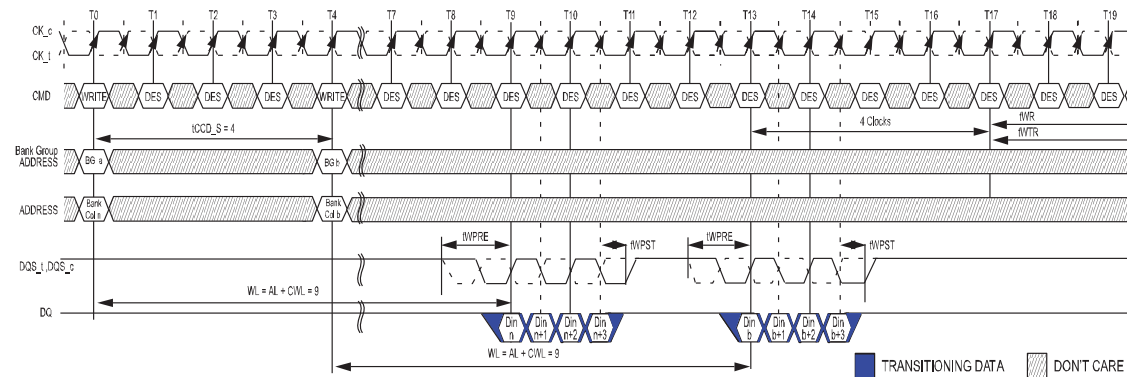 T0 T1 T2 T3 T4 T7 T8 T9 T10 T11 T12 T13 T14 T15 T16 T17 T18 T19
CK_c
CK_t
CMD WRITE DES DES DES WRITE DES DES DES DES DES DES DES DES DES DES DES DES DES
tCCD_S = 4 4 Clocks tWR
tWTR
Bank Group
ADDRESS BG a BG b
ADDRESS Bank Col n Bank Col b
tWPRE tWPST tWPRE tWPST
DQS_t,DQS_c
WL = AL + CWL = 9
DQ Din n Din n+1 Din n+2 Din n+3 Din b Din b+1 Din b+2 Din b+3
WL = AL + CWL = 9
TRANSITIONING DATA DON'T CARE